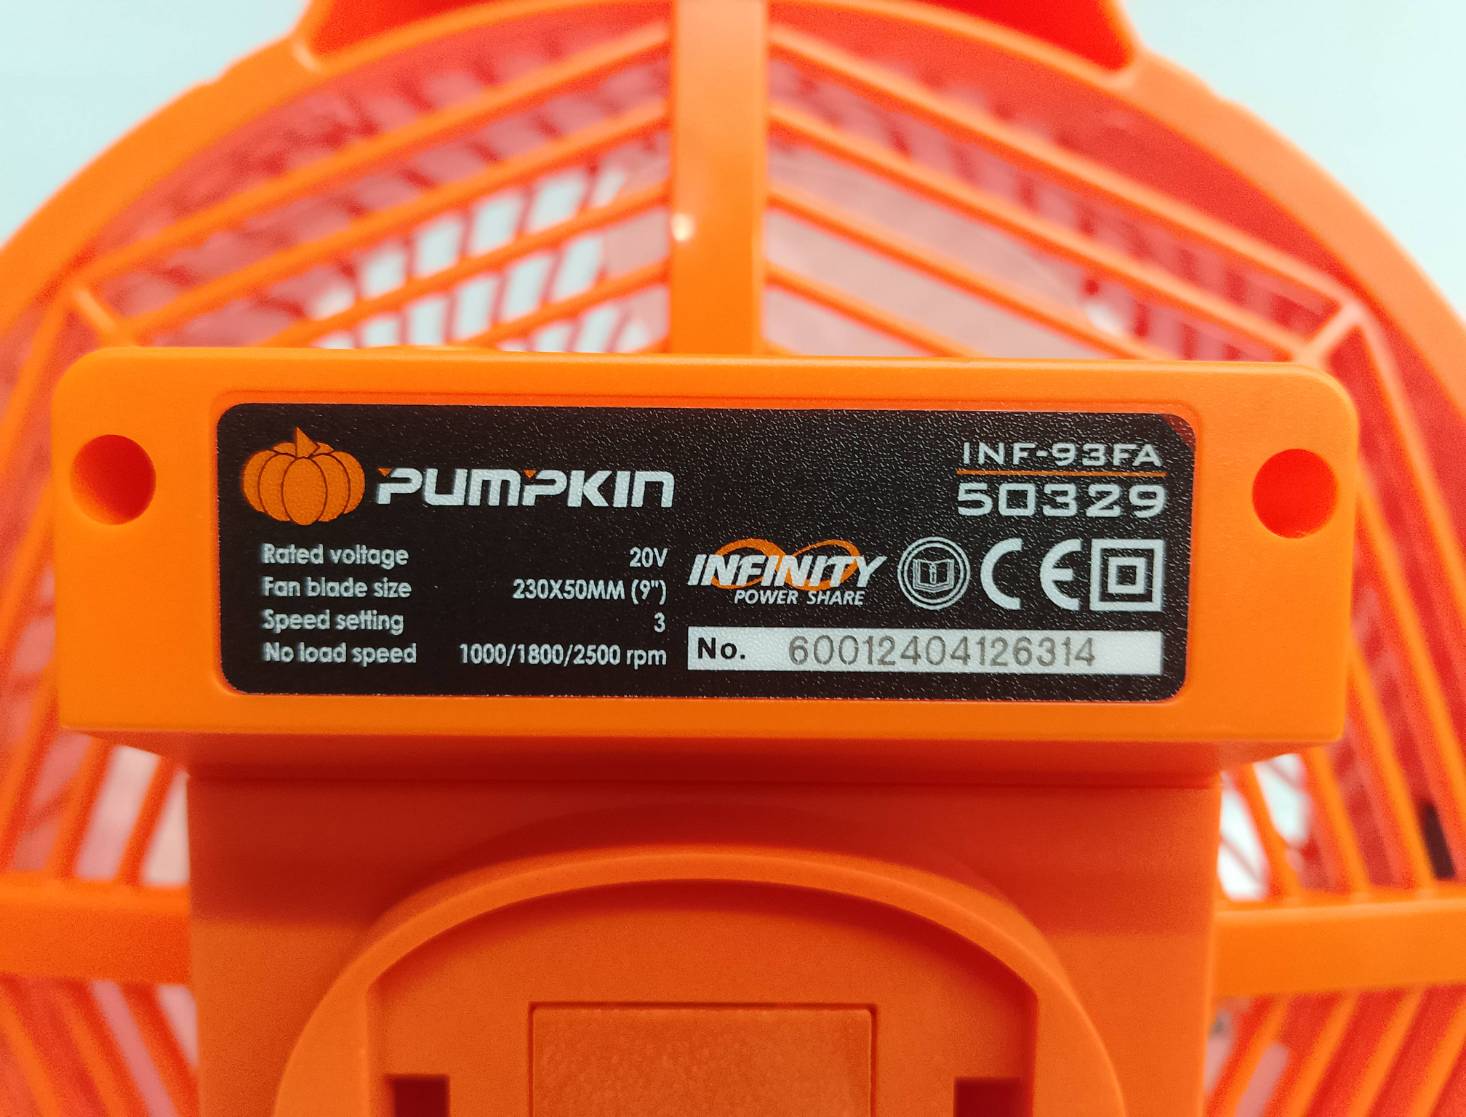 PUMPKIN
INF-93FA
50329
Rated voltage 20V
Fan blade size 230X50MM (9")
Speed setting 3
No load speed 1000/1800/2500 rpm
INFINITY
POWER SHARE
CE
No. 60012404126314